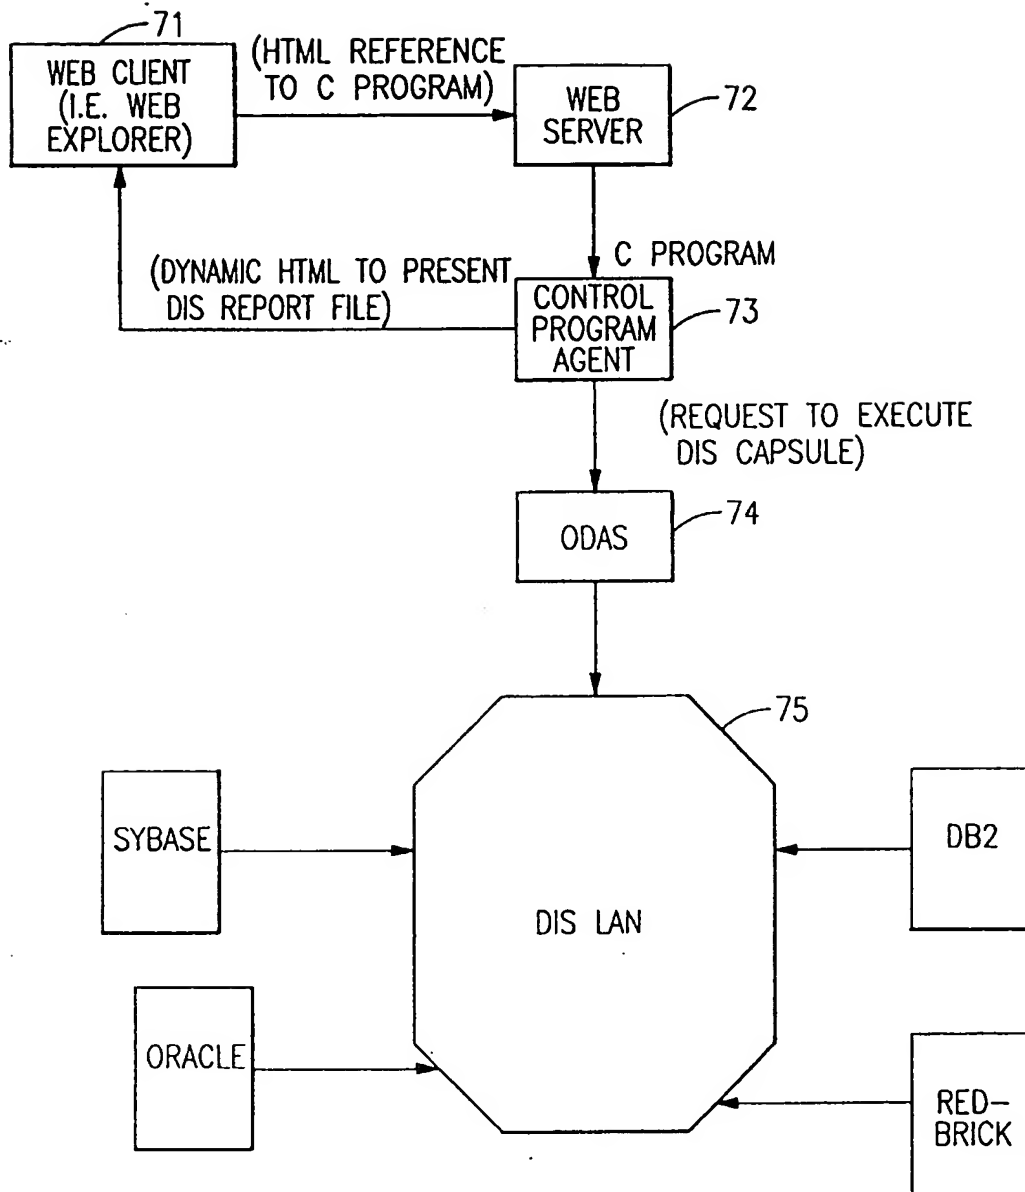 71
WEB CLIENT
(I.E. WEB
EXPLORER)
(HTML REFERENCE
TO C PROGRAM)
WEB
SERVER
72
C PROGRAM
(DYNAMIC HTML TO PRESENT
DIS REPORT FILE)
CONTROL
PROGRAM
AGENT
73
(REQUEST TO EXECUTE
DIS CAPSULE)
ODAS
74
75
SYBASE
DB2
DIS LAN
ORACLE
RED-
BRICK